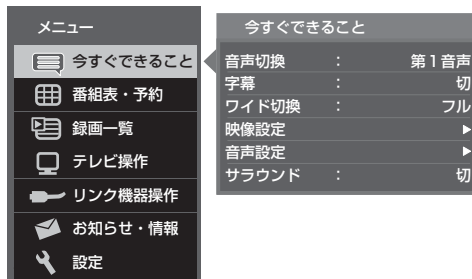 メニュー
今すぐできること
番組表・予約
録画一覧
テレビ操作
リンク機器操作
お知らせ・情報
設定
今すぐできること
音声切換 : 第1音声
字幕 : 切
ワイド切換 : フル
映像設定
音声設定
サラウンド : 切